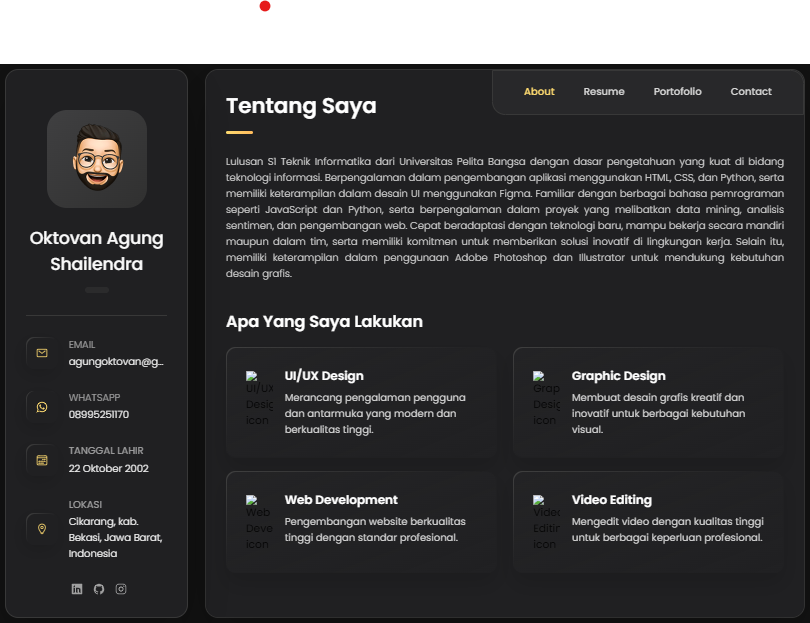 Oktovan Agung
Shailendra
EMAIL
agungoktovan@g...
WHATSAPP
08995251170
TANGGAL LAHIR
22 Oktober 2002
LOKASI
Cikarang, kab.
Bekasi, Jawa Barat,
Indonesia
About Resume Portofolio Contact
Tentang Saya
Lulusan S1 Teknik Informatika dari Universitas Pelita Bangsa dengan dasar pengetahuan yang kuat di bidang
teknologi informasi. Berpengalaman dalam pengembangan aplikasi menggunakan HTML, CSS, dan Python, serta
memiliki keterampilan dalam desain UI menggunakan Figma. Familiar dengan berbagai bahasa pemrograman
seperti JavaScript dan Python, serta berpengalaman dalam proyek yang melibatkan data mining, analisis
sentimen, dan pengembangan web. Cepat beradaptasi dengan teknologi baru, mampu bekerja secara mandiri
maupun dalam tim, serta memiliki komitmen untuk memberikan solusi inovatif di lingkungan kerja. Selain itu,
memiliki keterampilan dalam penggunaan Adobe Photoshop dan Illustrator untuk mendukung kebutuhan
desain grafis.
Apa Yang Saya Lakukan
UI/UX
Desig
icon
UI/UX Design
Merancang pengalaman pengguna
dan antarmuka yang modern dan
berkualitas tinggi.
Grap
Desig
icon
Graphic Design
Membuat desain grafis kreatif dan
inovatif untuk berbagai kebutuhan
visual.
Web
Deve
icon
Web Development
Pengembangan website berkualitas
tinggi dengan standar profesional.
Video
Editin
icon
Video Editing
Mengedit video dengan kualitas tinggi
untuk berbagai keperluan profesional.